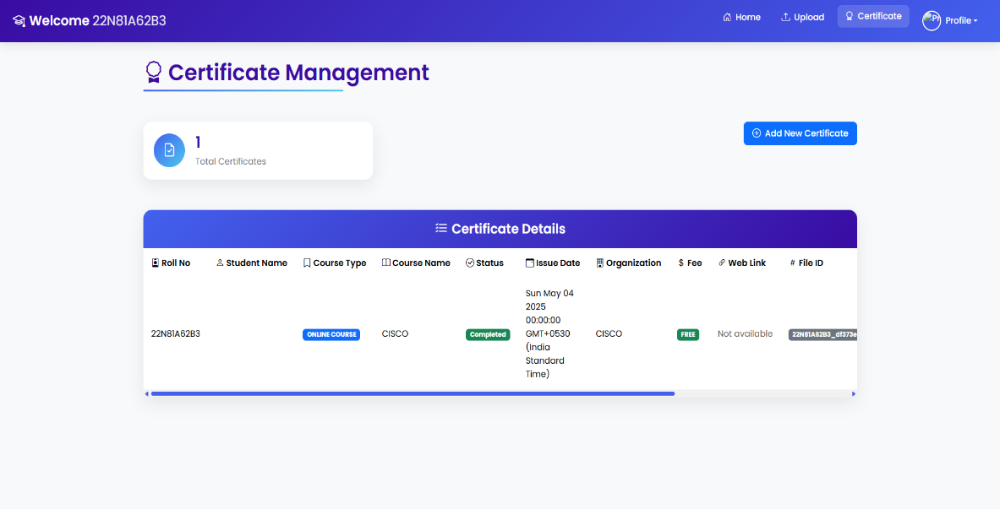 Welcome 22N81A62B3
Home
Upload
Certificate
Profile
Certificate Management
1
Total Certificates
Add New Certificate
Certificate Details
Roll No Student Name Course Type Course Name Status Issue Date Organization $ Fee Web Link # File ID
22N81A62B3 ONLINE COURSE CISCO Completed Sun May 04 2025 00:00:00 GMT+0530 (India Standard Time) CISCO FREE Not available 22N81A62B3_df373e